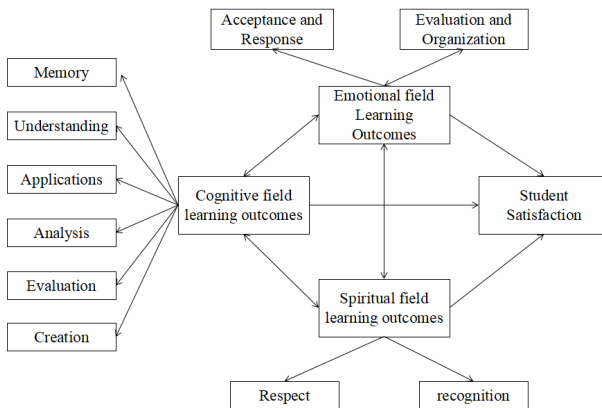 Acceptance and
Response
Evaluation and
Organization
Memory
Understanding
Applications
Analysis
Evaluation
Creation
Emotional field
Learning
Outcomes
Cognitive field
learning outcomes
Student
Satisfaction
Spiritual field
learning outcomes
Respect
recognition